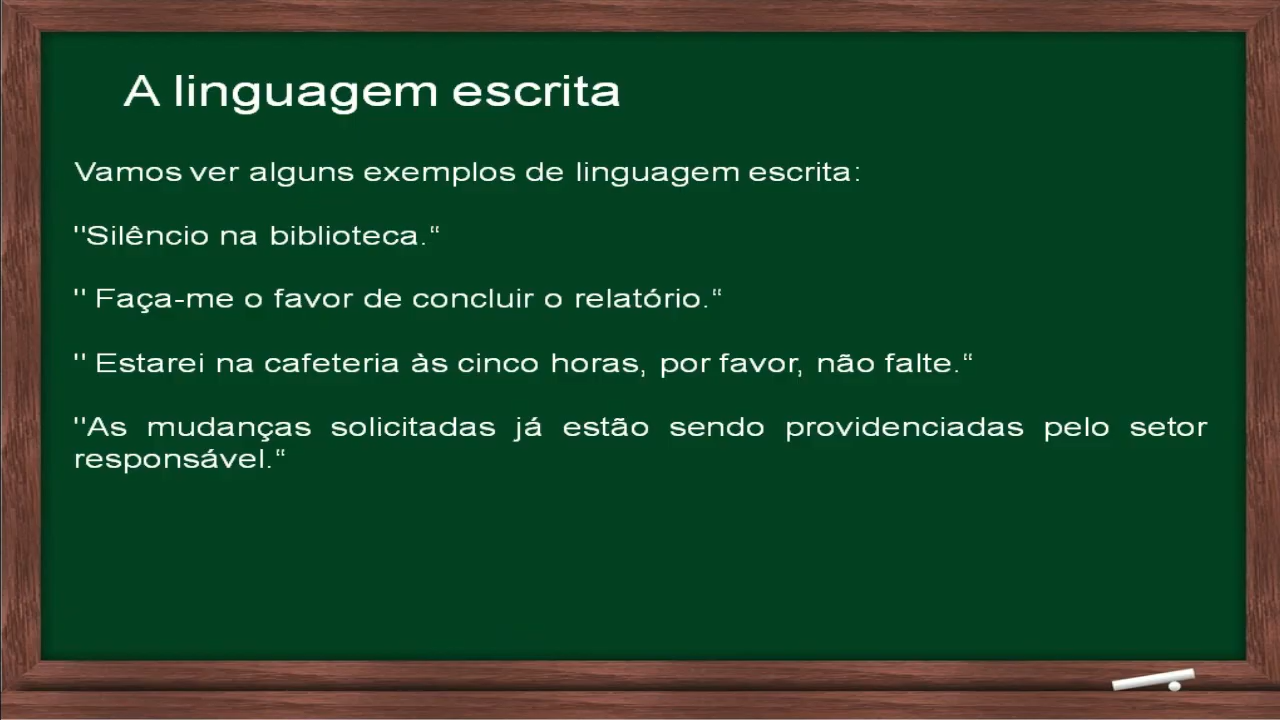 A linguagem escrita
Vamos ver alguns exemplos de linguagem escrita:
"Silêncio na biblioteca.“
" Faça-me o favor de concluir o relatório.“
" Estarei na cafeteria às cinco horas, por favor, não falte.“
"As mudanças solicitadas já estão sendo providenciadas pelo setor
responsável.“